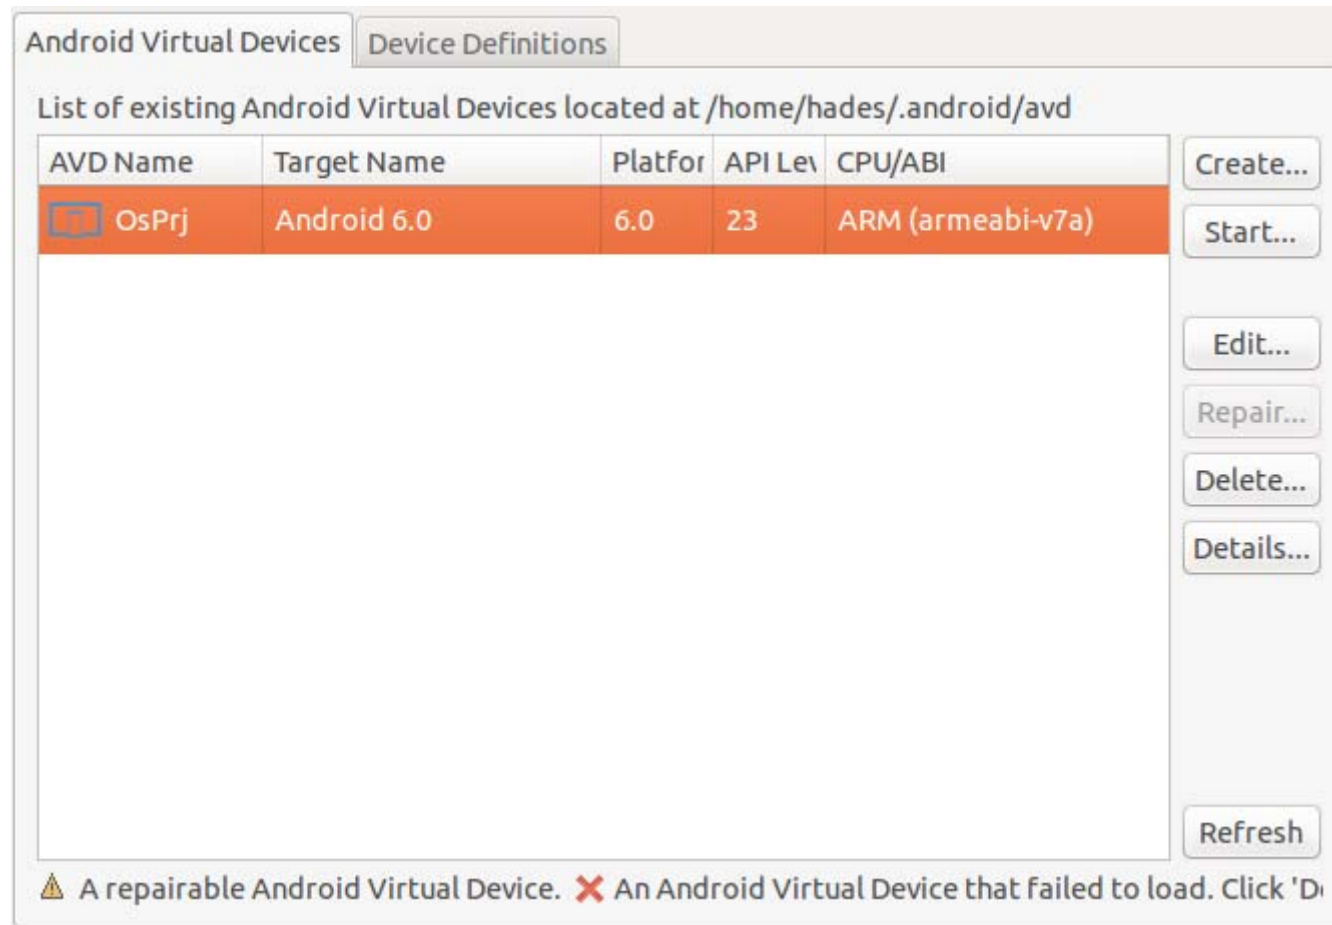 Android Virtual Devices Device Definitions
List of existing Android Virtual Devices located at /home/hades/.android/avd
AVD Name Target Name Platfor API Lev CPU/ABI Create...
OsPrj Android 6.0 6.0 23 ARM (armeabi-v7a)
Start...
Edit...
Repair...
Delete...
Details...
Refresh
A repairable Android Virtual Device. An Android Virtual Device that failed to load. Click 'D